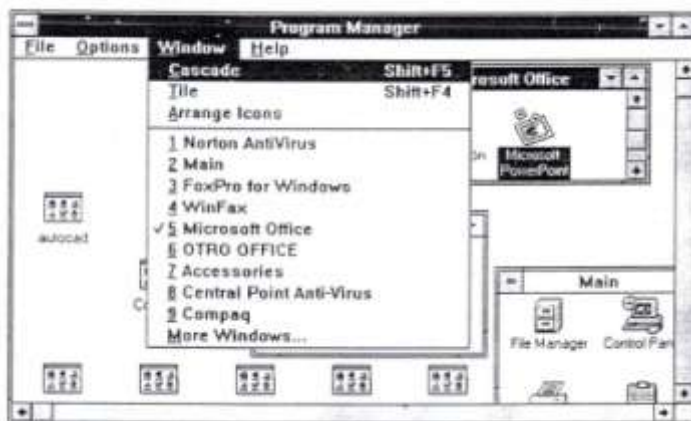 Program Manager
File Options Window Help
Cascade Shift+F5
Tile Shift+F4
Arrange Icons
1 Norton AntiVirus
2 Main
3 FoxPro for Windows
4 WinFax
✓5 Microsoft Office
6 OTRO OFFICE
7 Accessories
8 Central Point Anti-Virus
9 Compaq
More Windows...
rosoft Office
Microsoft
PowerPoint
autocad
Main
File Manager
Control Pan